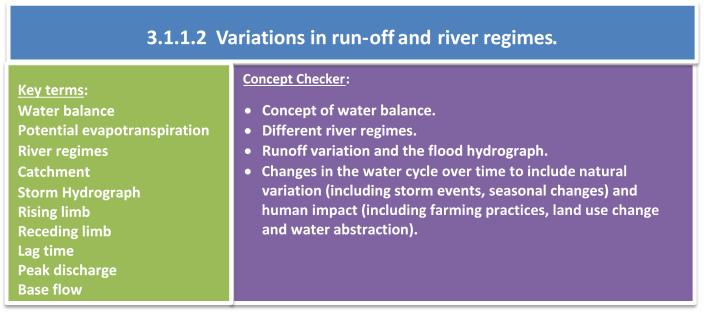 3.1.1.2 Variations in run-off and river regimes.
Key terms:
Water balance
Potential evapotranspiration
River regimes
Catchment
Storm Hydrograph
Rising limb
Receding limb
Lag time
Peak discharge
Base flow
Concept Checker:
• Concept of water balance.
• Different river regimes.
• Runoff variation and the flood hydrograph.
• Changes in the water cycle over time to include natural
variation (including storm events, seasonal changes) and
human impact (including farming practices, land use change
and water abstraction).